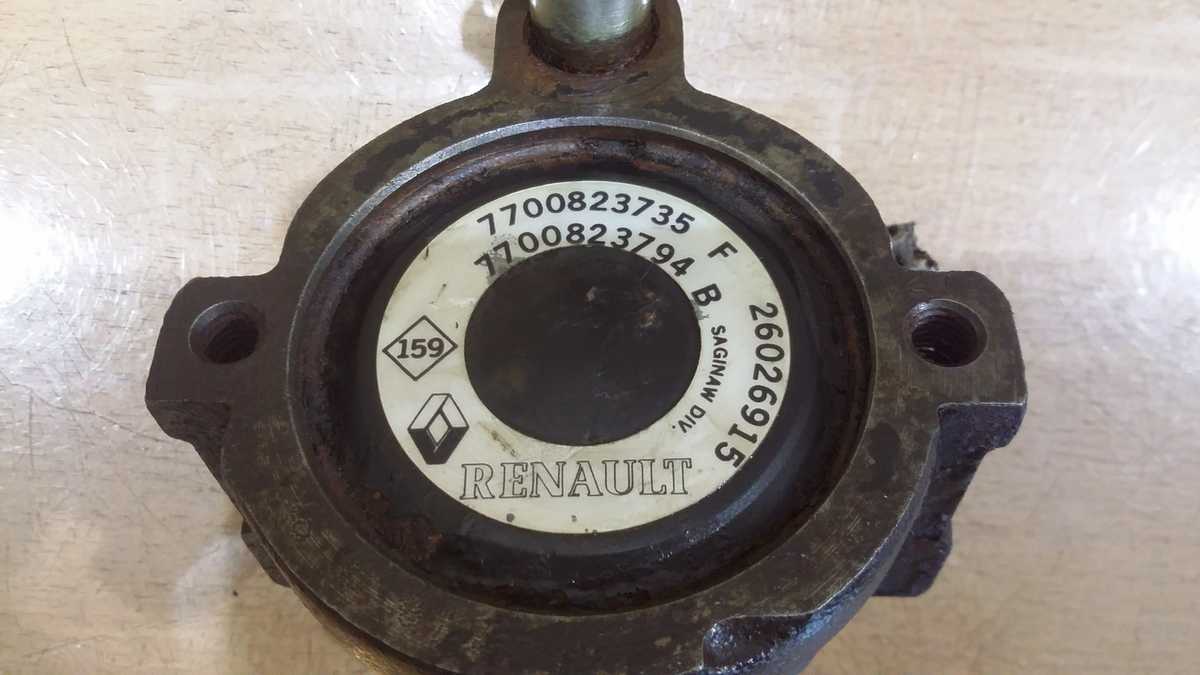 7700823735 F
7700823794 B
26026915
SAGINAW DIV.
159
RENAULT